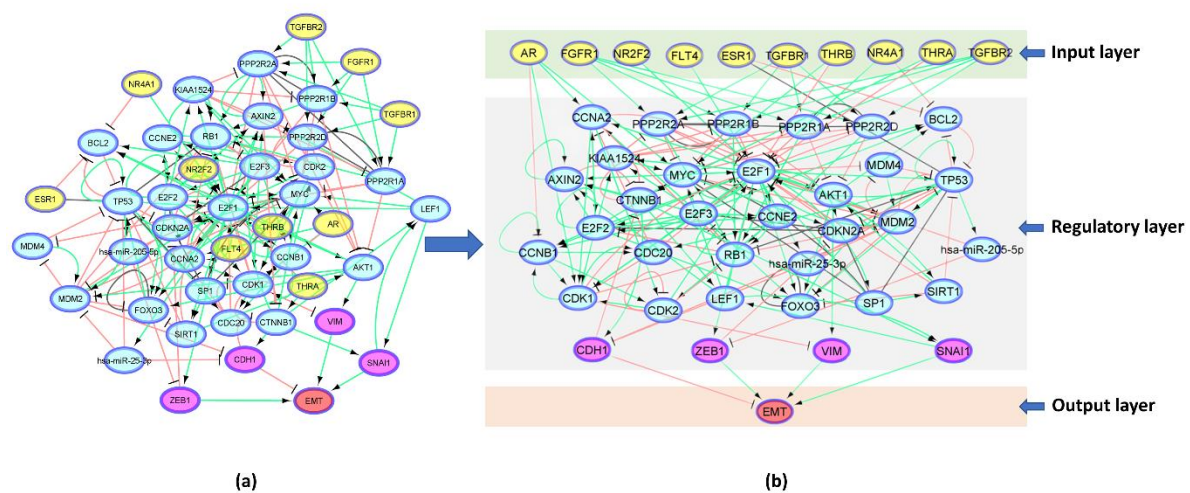 TGFBR2
FGFR1
PPP2R2A
NR4A1
KIAA1524
PPP2R1B
AXIN2
TGFBR1
CCNE2
RB1
PPP2R2D
BCL2
NR2F2
E2F3
CDK2
PPP2R1A
ESR1
TP53
E2F2
MYC
E2F1
LEF1
CDKN2A
THRB
AR
MDM4
hsa-miR-205-5p
CCNA2
FLT4
CCNB1
AKT1
MDM2
SP1
CDK1
THRA
FOXO3
SIRT1
CDC20
CTNNB1
VIM
hsa-miR-25-3p
CDH1
SNAI1
ZEB1
EMT
(a)
AR FGFR1 NR2F2 FLT4 ESR1 TGFBR1 THRB NR4A1 THRA TGFBR2
Input layer
CCNA2 PPP2R2A PPP2R1B PPP2R1A PPP2R2D BCL2
KIAA1524 MDM4
AXIN2 MYC E2F1 TP53
CTNNB1 AKT1
E2F3 CCNE2 MDM2
E2F2 CDKN2A
Regulatory layer
CCNB1 CDC20 RB1 hsa-miR-25-3p hsa-miR-205-5p
CDK1 CDK2 LEF1 FOXO3 SP1 SIRT1
CDH1 ZEB1 VIM SNAI1
EMT
Output layer
(b)